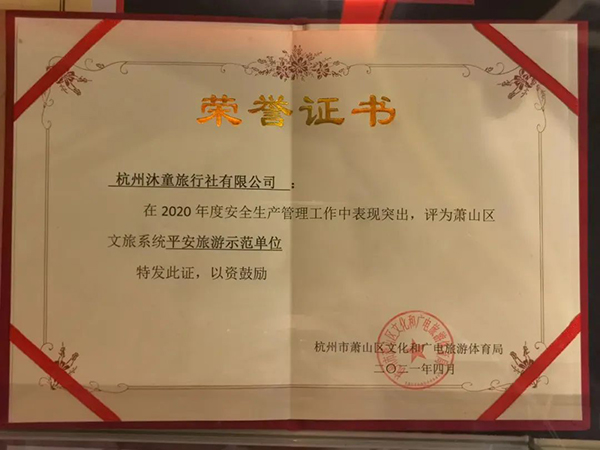 荣誉证书
杭州沐童旅行社有限公司 :
在 2020 年度安全生产管理工作中表现突出，评为萧山区
文旅系统平安旅游示范单位
特发此证，以资鼓励
杭州市萧山区文化和广电旅游体育局
二〇二一年四月